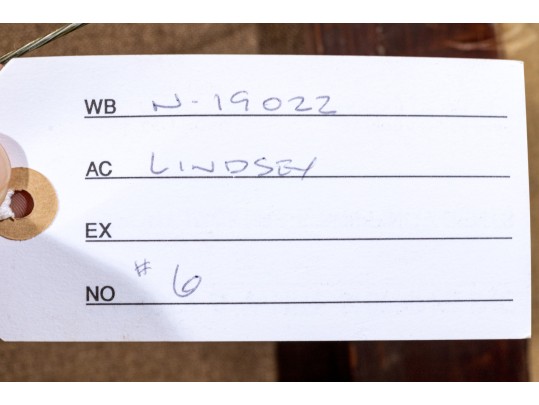 WB N-19022
AC LINDSEY
EX
NO #6